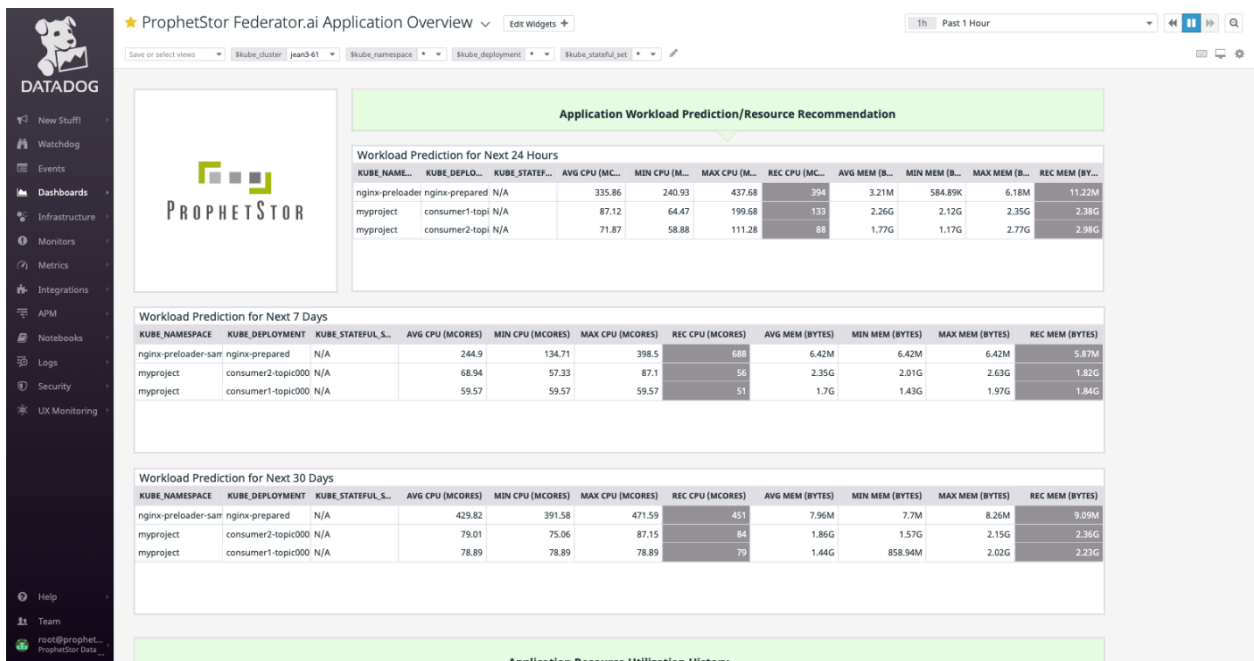 DATADOG
New Stuff!
Watchdog
Events
Dashboards
Infrastructure
Monitors
Metrics
Integrations
APM
Notebooks
Logs
Security
UX Monitoring
Help
Team
root@prophet...
ProphetStor Data ...
ProphetStor Federator.ai Application Overview Edit Widgets + 1h Past 1 Hour
Save or select views $kube_cluster jean3-61 $kube_namespace * $kube_deployment * $kube_stateful_set *
PROPHETSTOR
Application Workload Prediction/Resource Recommendation
Workload Prediction for Next 24 Hours
KUBE_NAME... KUBE_DEPLO... KUBE_STATEF... AVG CPU (MC... MIN CPU (M... MAX CPU (M... REC CPU (MC... AVG MEM (B... MIN MEM (B... MAX MEM (B... REC MEM (BY...
nginx-preloader nginx-prepared N/A 335.86 240.93 437.68 394 3.21M 584.89K 6.18M 11.22M
myproject consumer1-topi N/A 87.12 64.47 199.68 133 2.26G 2.12G 2.35G 2.38G
myproject consumer2-topi N/A 71.87 58.88 111.28 88 1.77G 1.17G 2.77G 2.98G
Workload Prediction for Next 7 Days
KUBE_NAMESPACE KUBE_DEPLOYMENT KUBE_STATEFUL_S... AVG CPU (MCORES) MIN CPU (MCORES) MAX CPU (MCORES) REC CPU (MCORES) AVG MEM (BYTES) MIN MEM (BYTES) MAX MEM (BYTES) REC MEM (BYTES)
nginx-preloader-sam nginx-prepared N/A 244.9 134.71 398.5 688 6.42M 6.42M 6.42M 5.87M
myproject consumer2-topic000 N/A 68.94 57.33 87.1 56 2.35G 2.01G 2.63G 1.82G
myproject consumer1-topic000 N/A 59.57 59.57 59.57 51 1.7G 1.43G 1.97G 1.84G
Workload Prediction for Next 30 Days
KUBE_NAMESPACE KUBE_DEPLOYMENT KUBE_STATEFUL_S... AVG CPU (MCORES) MIN CPU (MCORES) MAX CPU (MCORES) REC CPU (MCORES) AVG MEM (BYTES) MIN MEM (BYTES) MAX MEM (BYTES) REC MEM (BYTES)
nginx-preloader-sam nginx-prepared N/A 429.82 391.58 471.59 451 7.96M 7.7M 8.26M 9.09M
myproject consumer2-topic000 N/A 79.01 75.06 87.15 84 1.86G 1.57G 2.15G 2.36G
myproject consumer1-topic000 N/A 78.89 78.89 78.89 79 1.44G 858.94M 2.02G 2.23G
Application Resource Utilization History